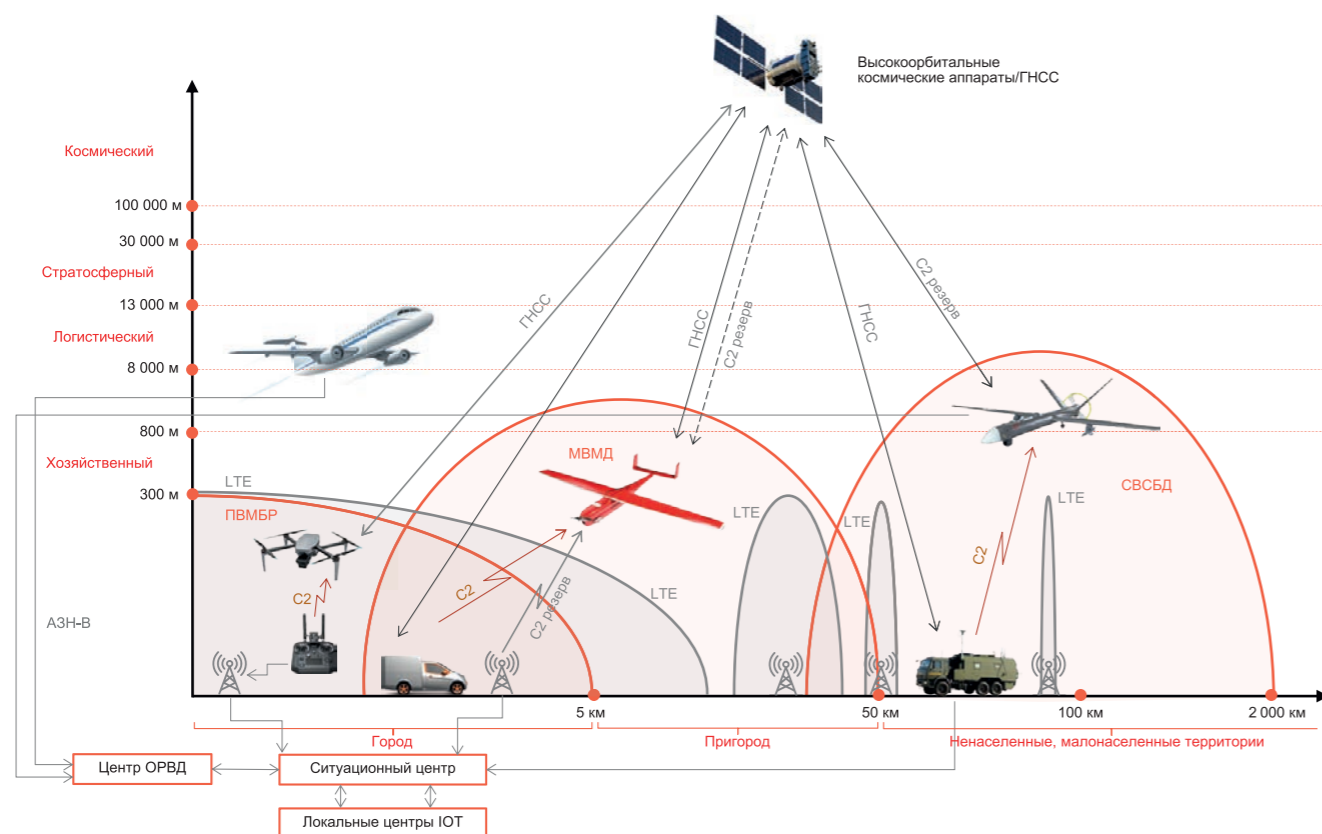 Высокоорбитальные
космические аппараты/ГНСС
Космический
100 000 м
30 000 м
Стратосферный
13 000 м
Логистический
8 000 м
800 м
Хозяйственный
300 м
АЗН-В
ГНСС
ГНСС
С2 резерв
ГНСС
С2 резерв
LTE
ПВМБР
С2
МВМД
С2
С2 резерв
LTE
LTE
LTE
СВСБД
LTE
С2
5 км
50 км
100 км
2 000 км
Город
Пригород
Ненаселенные, малонаселенные территории
Центр ОРВД
Ситуационный центр
Локальные центры IOT